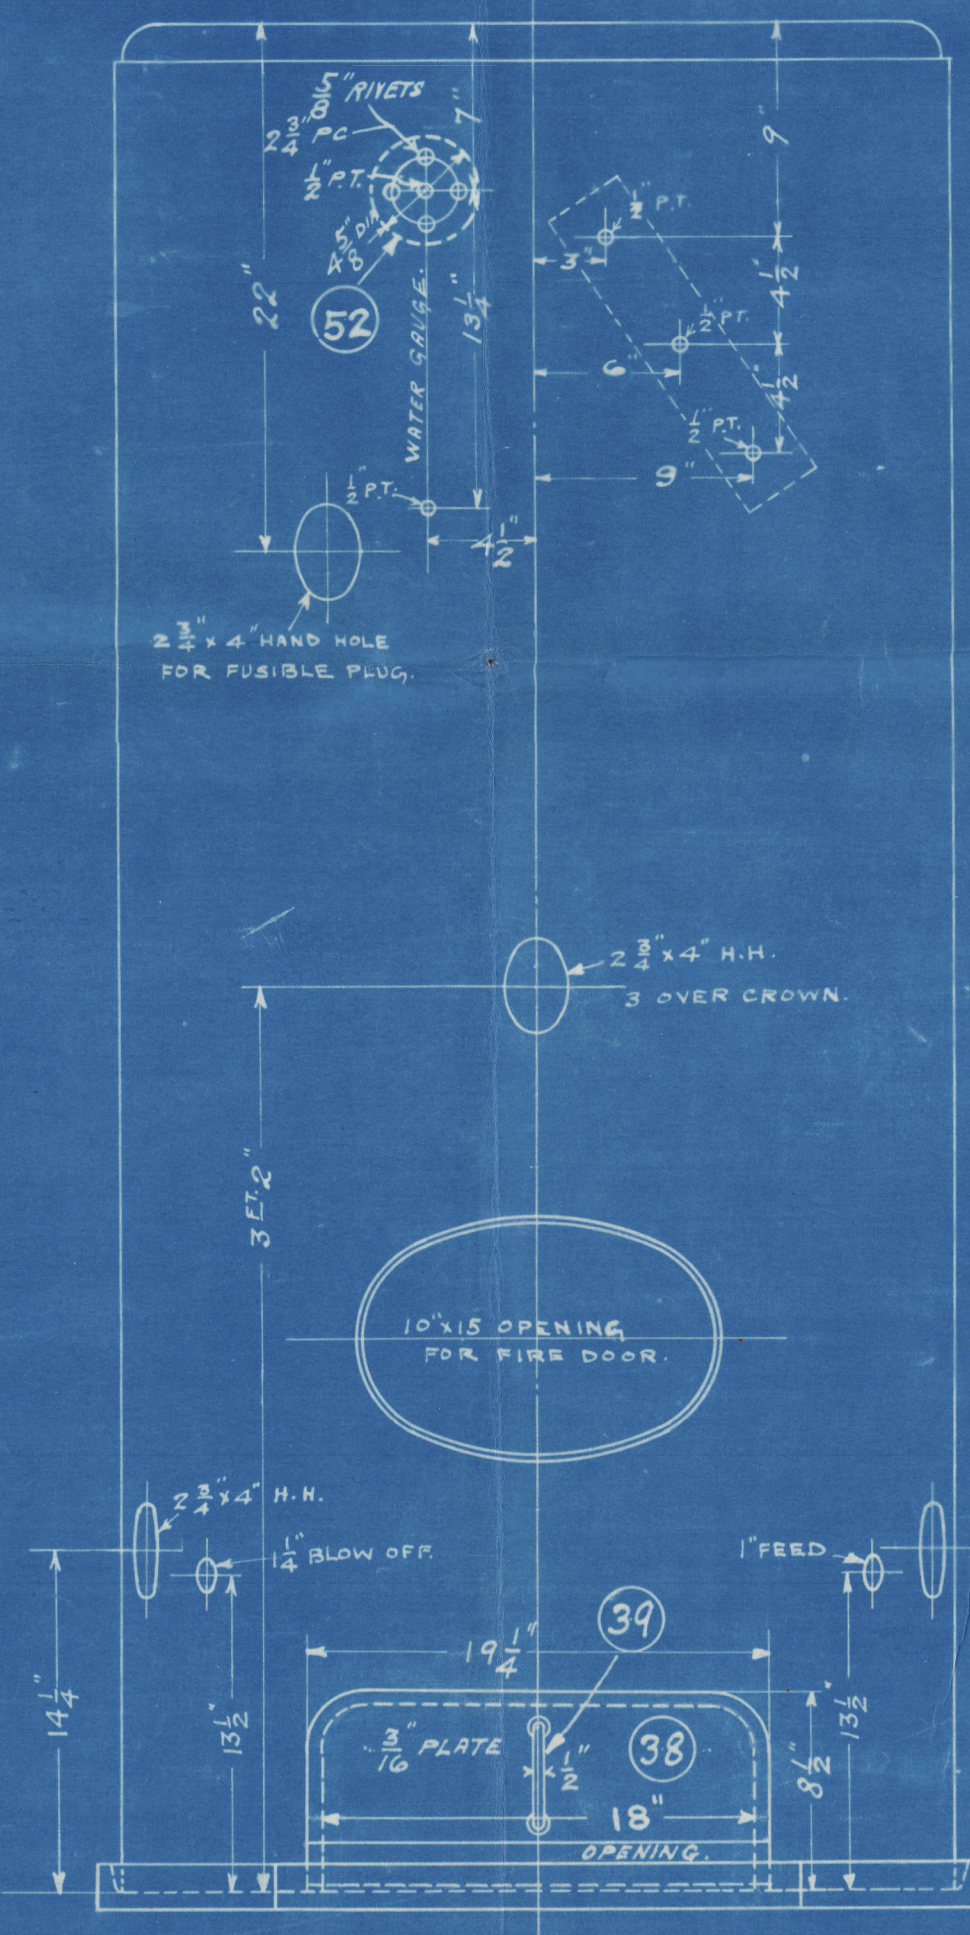 5/8" RIVETS
2 3/4" P C
1/2" P.T.
4 5/8" DIA
52
22"
7"
13 1/4"
WATER GAUGE.
9"
1/2" P.T.
3"
4 1/2"
1/2" P.T.
6"
4 1/2"
1/2" P.T.
9"
1/2" P.T.
4 1/2"
2 3/4" x 4" HAND HOLE
FOR FUSIBLE PLUG.
2 3/4" x 4" H.H.
3 OVER CROWN.
3 FT. 2"
10" x 15 OPENING
FOR FIRE DOOR.
2 3/4" x 4" H.H.
1 1/4" BLOW OFF.
1" FEED
39
19 1/4"
14 1/4"
13 1/2"
3/16" PLATE
38
1/2"
8 1/2"
13 1/2"
18"
OPENING.